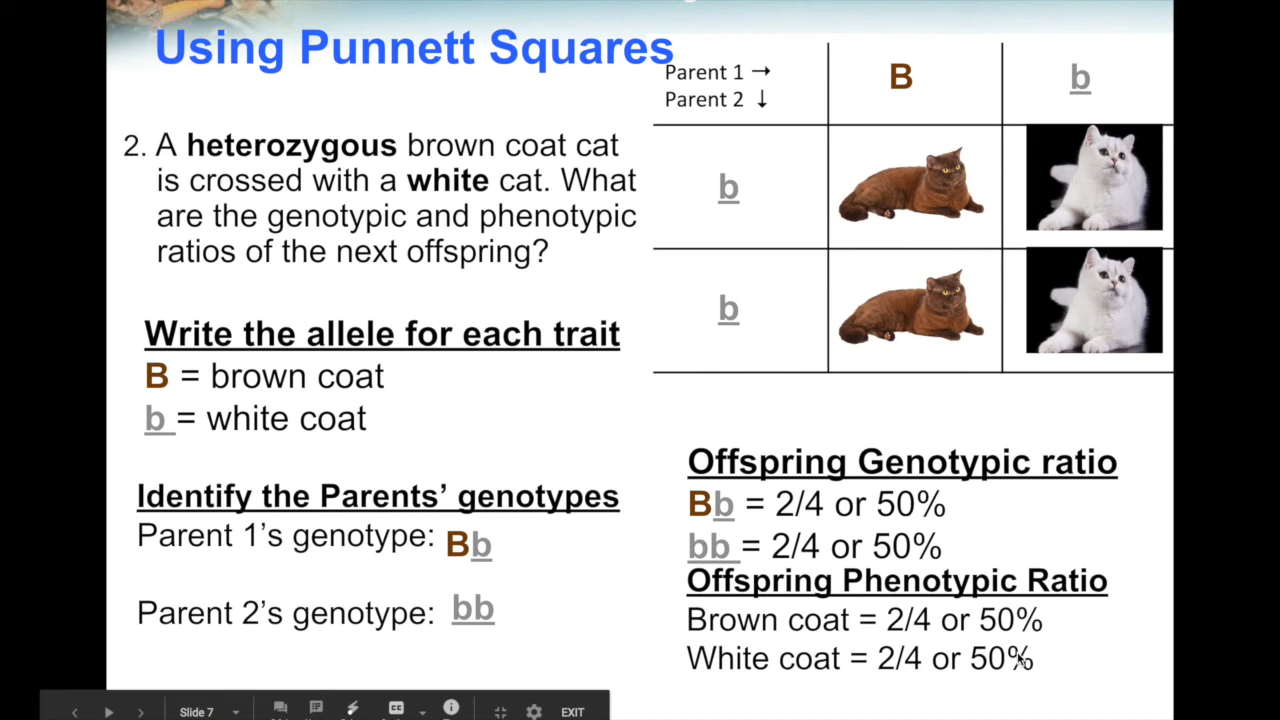 Using Punnett Squares
2. A heterozygous brown coat cat
is crossed with a white cat. What
are the genotypic and phenotypic
ratios of the next offspring?
Write the allele for each trait
B = brown coat
b = white coat
Identify the Parents’ genotypes
Parent 1’s genotype: Bb
Parent 2’s genotype: bb
Parent 1 → B b
Parent 2 ↓
b
b
Offspring Genotypic ratio
Bb = 2/4 or 50%
bb = 2/4 or 50%
Offspring Phenotypic Ratio
Brown coat = 2/4 or 50%
White coat = 2/4 or 50%
Slide 7 CC EXIT